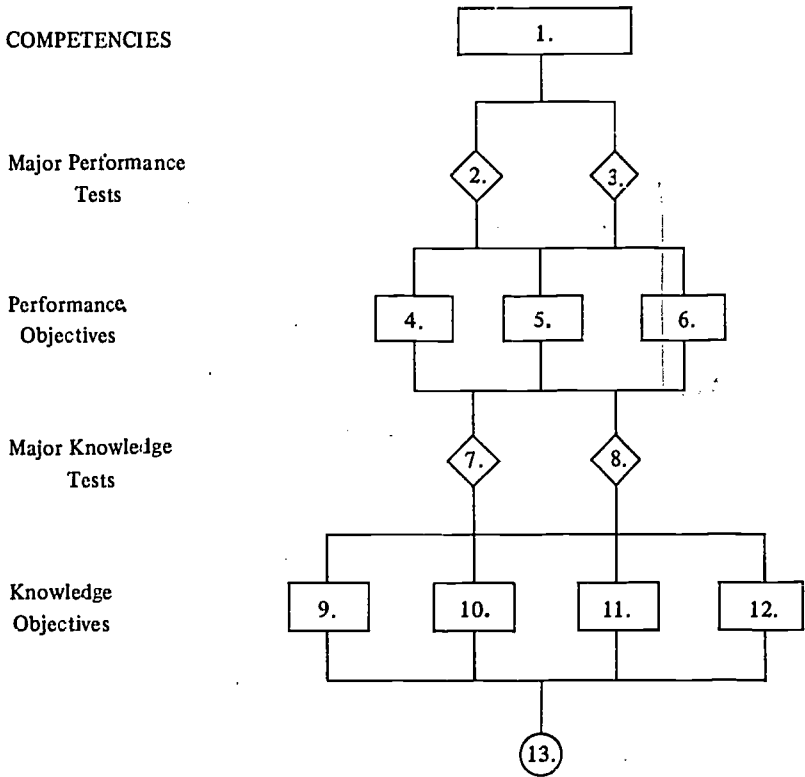 COMPETENCIES
1.
Major Performance
Tests
2. 3.
Performance
Objectives
4. 5. 6.
Major Knowledge
Tests
7. 8.
Knowledge
Objectives
9. 10. 11. 12.
13.